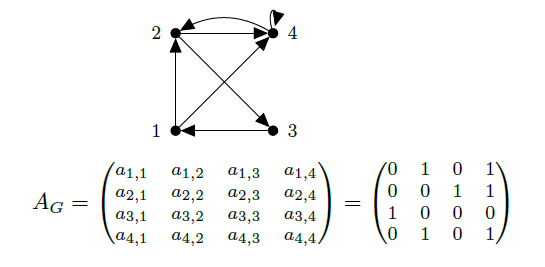 2 4
1 3
A_G = \begin{pmatrix} a_{1,1} & a_{1,2} & a_{1,3} & a_{1,4} \\ a_{2,1} & a_{2,2} & a_{2,3} & a_{2,4} \\ a_{3,1} & a_{3,2} & a_{3,3} & a_{3,4} \\ a_{4,1} & a_{4,2} & a_{4,3} & a_{4,4} \end{pmatrix} = \begin{pmatrix} 0 & 1 & 0 & 1 \\ 0 & 0 & 1 & 1 \\ 1 & 0 & 0 & 0 \\ 0 & 1 & 0 & 1 \end{pmatrix}